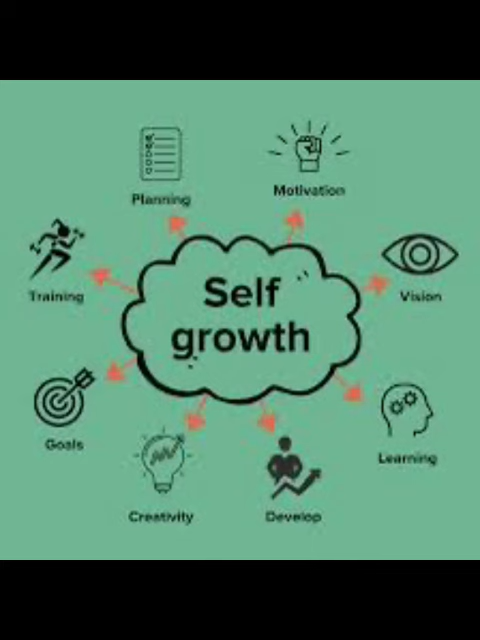 Planning
Motivation
Training
Self
growth
Vision
Goals
Learning
Creativity
Develop